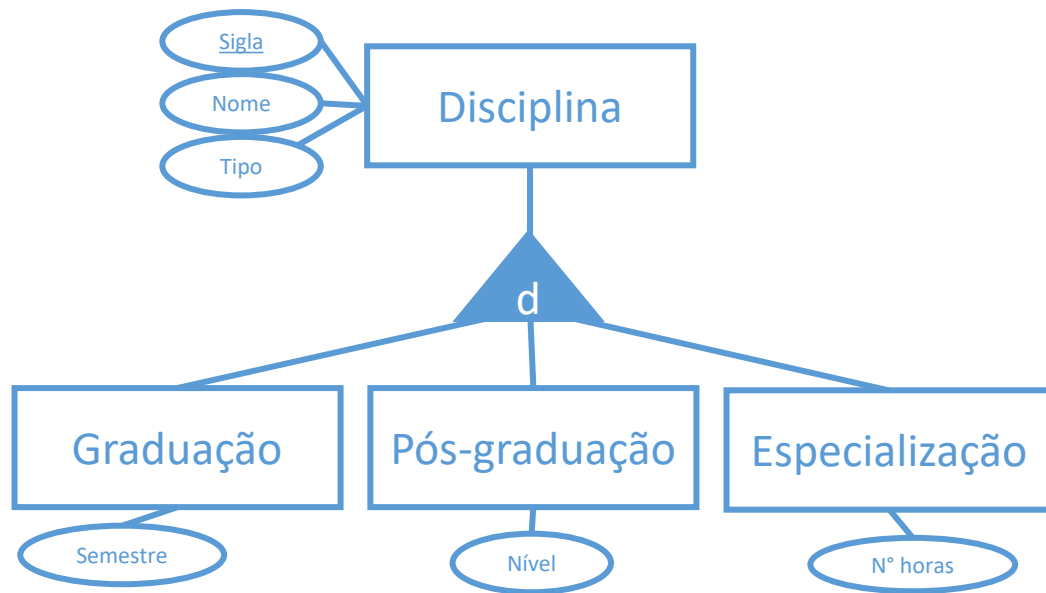 Sigla
Nome
Tipo
Disciplina
d
Graduação
Pós-graduação
Especialização
Semestre
Nível
N° horas